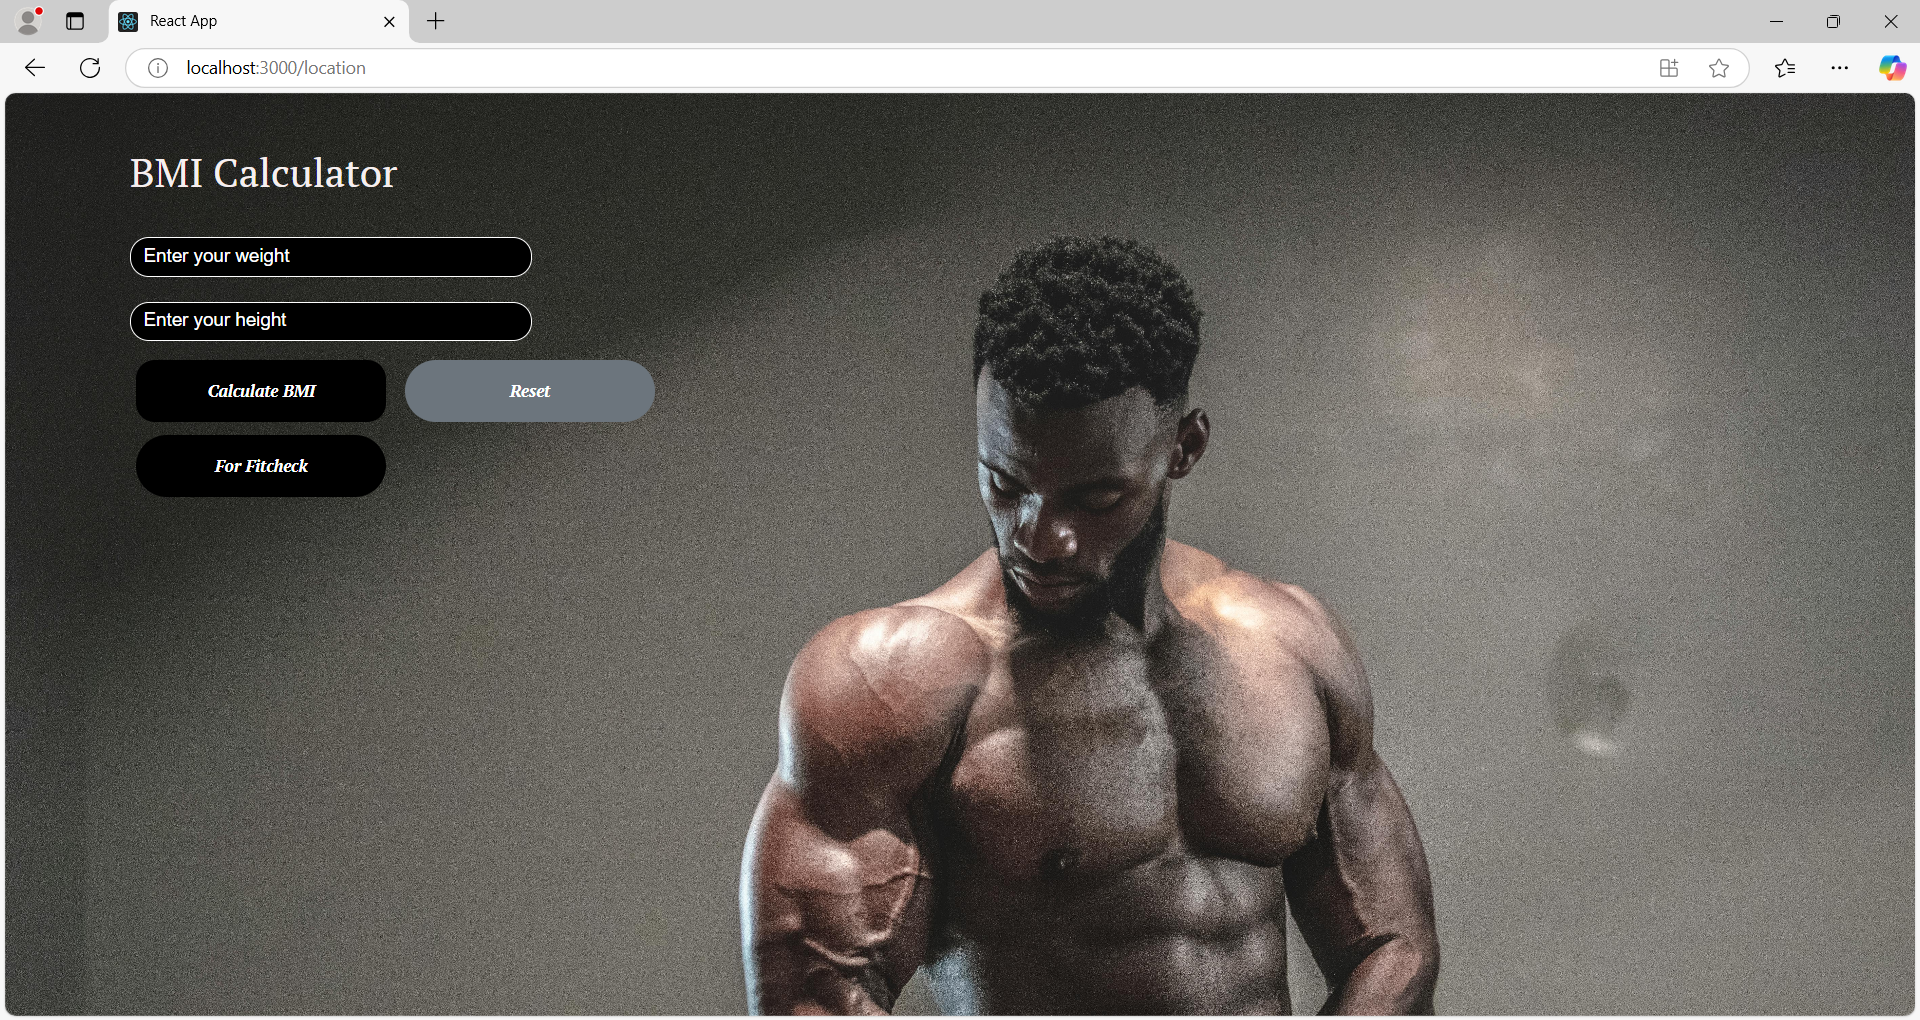 React App
localhost:3000/location
BMI Calculator
Enter your weight
Enter your height
Calculate BMI Reset
For Fitcheck